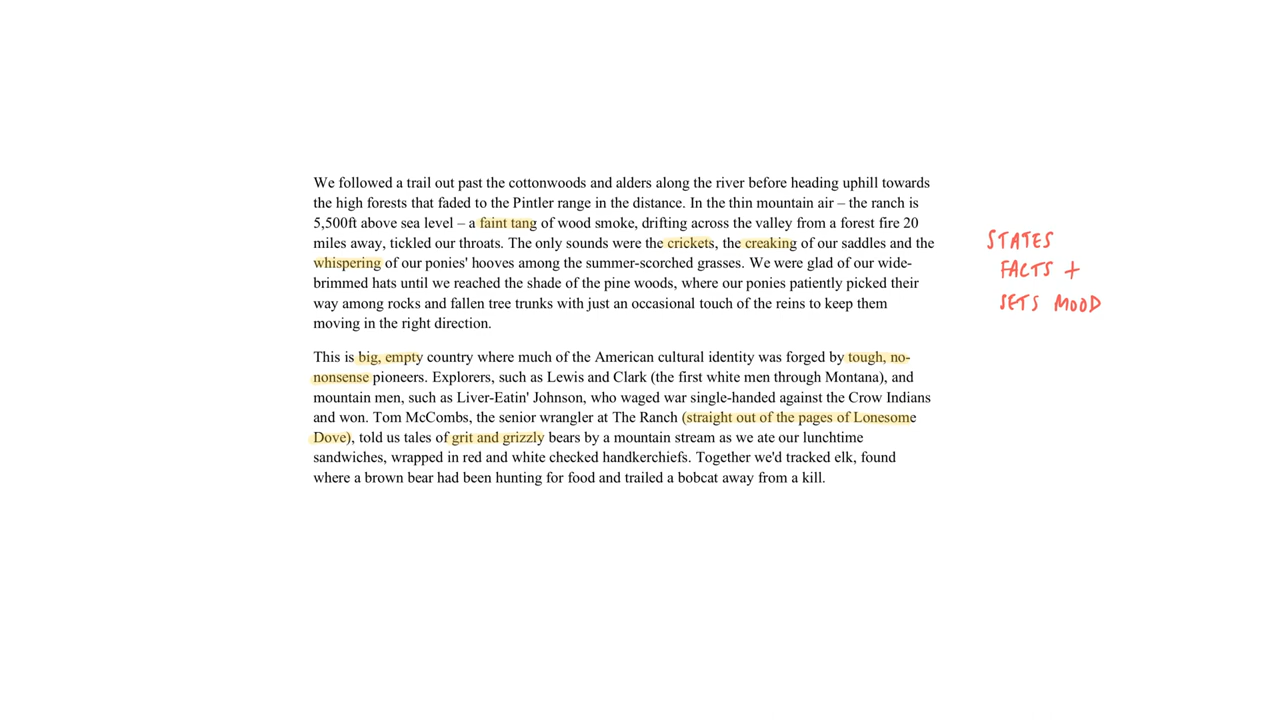 We followed a trail out past the cottonwoods and alders along the river before heading uphill towards
the high forests that faded to the Pintler range in the distance. In the thin mountain air – the ranch is
5,500ft above sea level – a faint tang of wood smoke, drifting across the valley from a forest fire 20
miles away, tickled our throats. The only sounds were the crickets, the creaking of our saddles and the
whispering of our ponies' hooves among the summer-scorched grasses. We were glad of our wide-
brimmed hats until we reached the shade of the pine woods, where our ponies patiently picked their
way among rocks and fallen tree trunks with just an occasional touch of the reins to keep them
moving in the right direction.
This is big, empty country where much of the American cultural identity was forged by tough, no-
nonsense pioneers. Explorers, such as Lewis and Clark (the first white men through Montana), and
mountain men, such as Liver-Eatin' Johnson, who waged war single-handed against the Crow Indians
and won. Tom McCombs, the senior wrangler at The Ranch (straight out of the pages of Lonesome
Dove), told us tales of grit and grizzly bears by a mountain stream as we ate our lunchtime
sandwiches, wrapped in red and white checked handkerchiefs. Together we'd tracked elk, found
where a brown bear had been hunting for food and trailed a bobcat away from a kill.
STATES
FACTS +
SETS MOOD